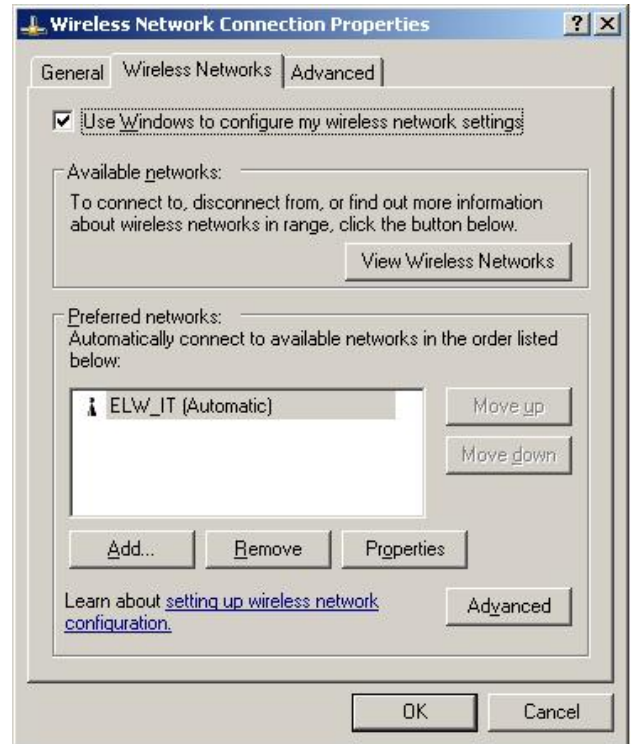 Wireless Network Connection Properties
General
Wireless Networks
Advanced
Use Windows to configure my wireless network settings
Available networks:
To connect to, disconnect from, or find out more information
about wireless networks in range, click the button below.
View Wireless Networks
Preferred networks:
Automatically connect to available networks in the order listed
below:
ELW_IT (Automatic)
Move up
Move down
Add...
Remove
Properties
Learn about setting up wireless network
configuration.
Advanced
OK
Cancel